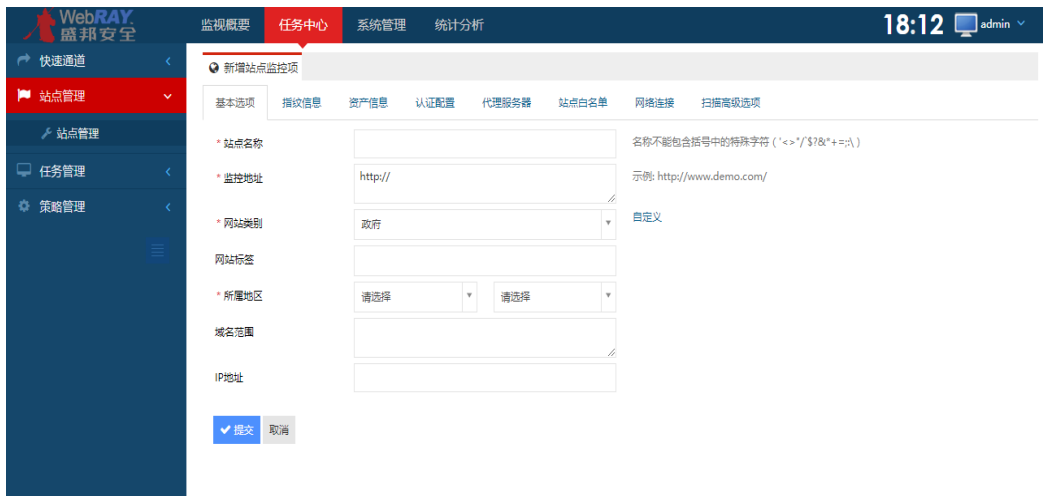 WebRAY.
盛邦安全
监视概要 任务中心 系统管理 统计分析 18:12 admin
快速通道
站点管理
站点管理
任务管理
策略管理
新增站点监控项
基本选项 指纹信息 资产信息 认证配置 代理服务器 站点白名单 网络连接 扫描高级选项
* 站点名称 名称不能包含括号中的特殊字符 ( '<>"/`$?&*+=;:\ )
* 监控地址 http:// 示例: http://www.demo.com/
* 网站类别 政府 自定义
网站标签
* 所属地区 请选择 请选择
域名范围
IP地址
提交 取消